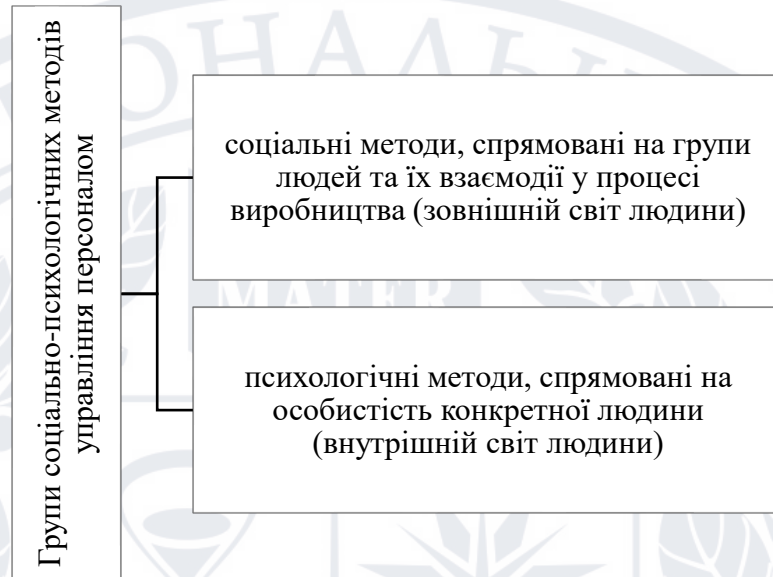 Групи соціально-психологічних методів
управління персоналом
соціальні методи, спрямовані на групи
людей та їх взаємодії у процесі
виробництва (зовнішній світ людини)
психологічні методи, спрямовані на
особистість конкретної людини
(внутрішній світ людини)
MATER